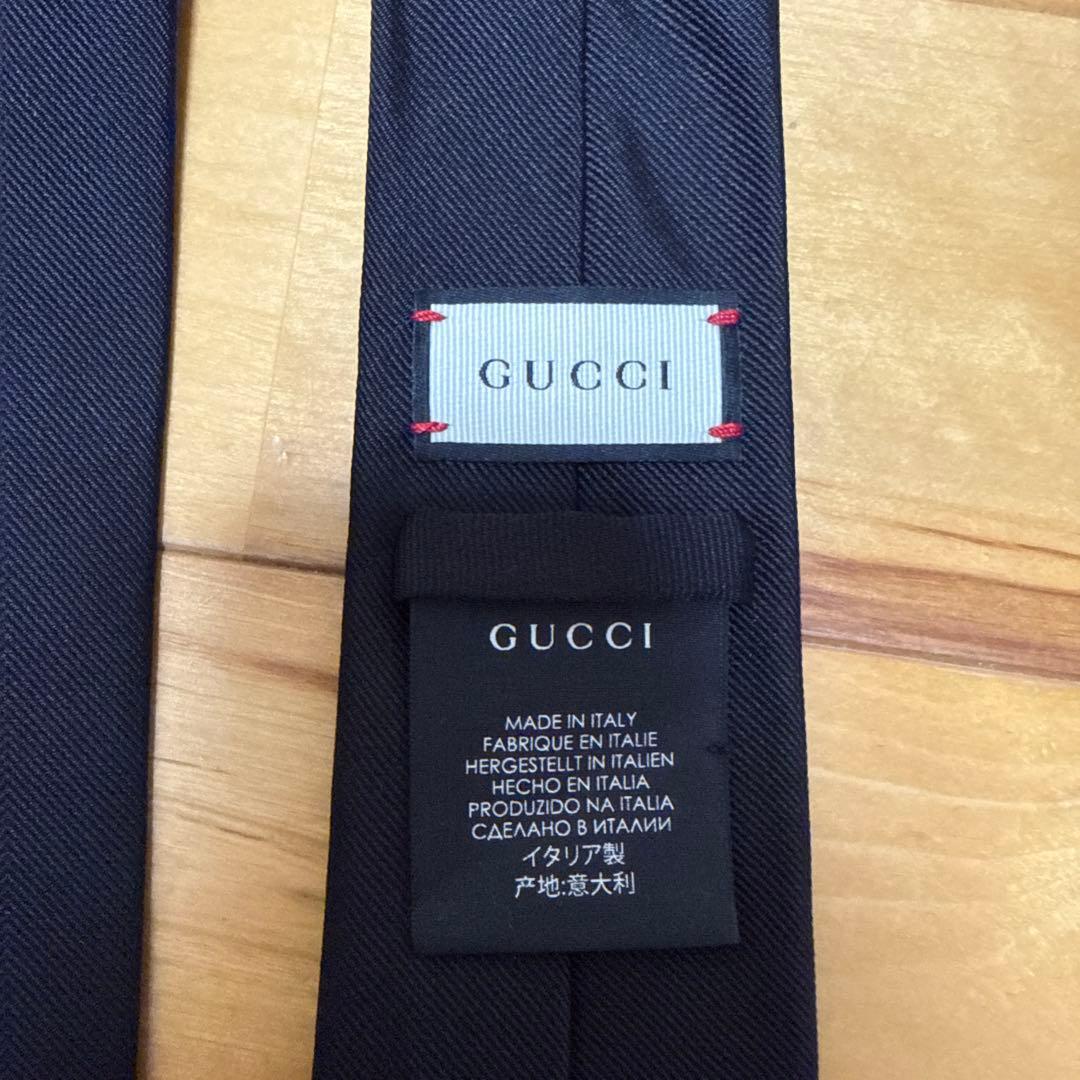 GUCCI
GUCCI
MADE IN ITALY
FABRIQUE EN ITALIE
HERGESTELLT IN ITALIEN
HECHO EN ITALIA
PRODUZIDO NA ITALIA
СДЕЛАНО В ИТАЛИИ
イタリア製
产地:意大利